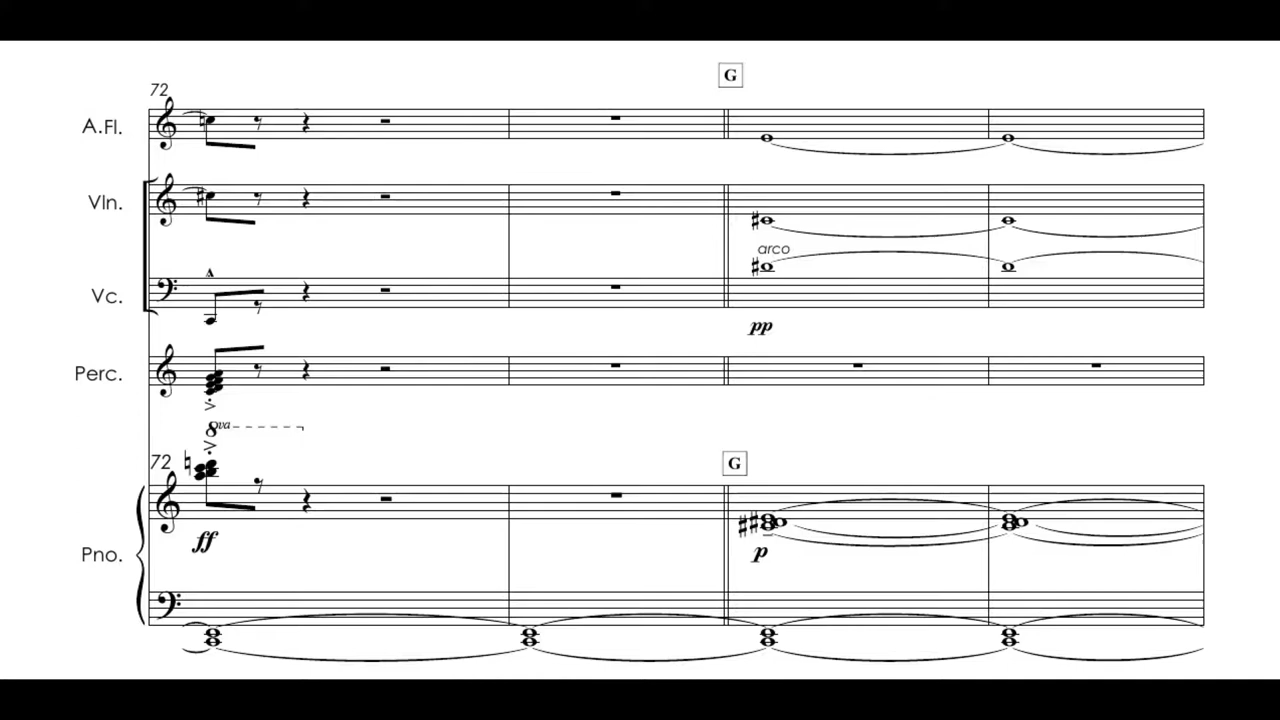 72
G
A.Fl.
Vln.
arco
Vc.
pp
Perc.
8va
72
G
ff
p
Pno.